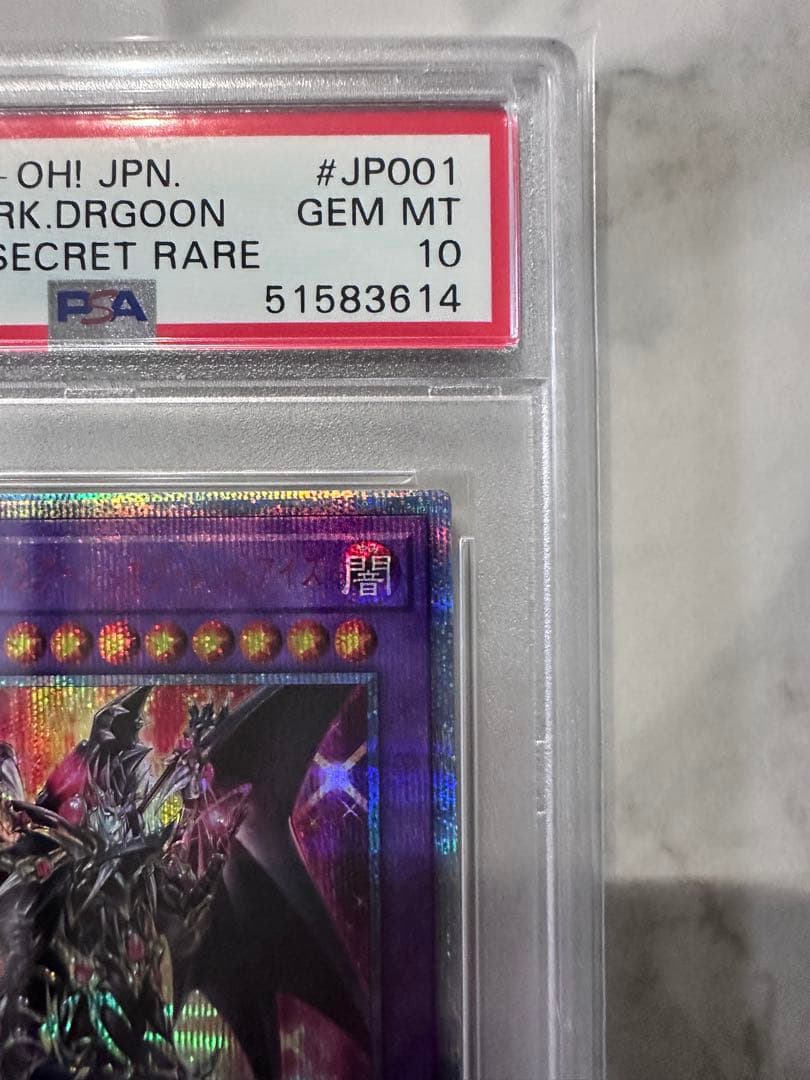 - OH! JPN. #JP001
RK.DRGOON GEM MT
SECRET RARE 10
PSA 51583614
闇